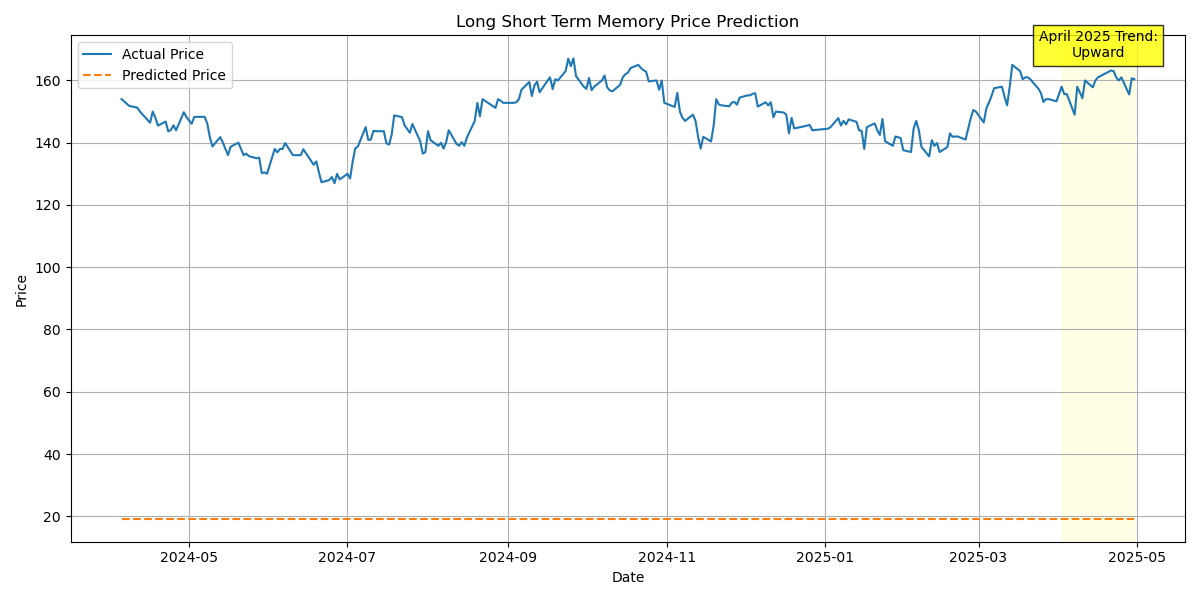 Long Short Term Memory Price Prediction
April 2025 Trend:
Upward
Actual Price
Predicted Price
Price
160
140
120
100
80
60
40
20
2024-05
2024-07
2024-09
2024-11
2025-01
2025-03
2025-05
Date